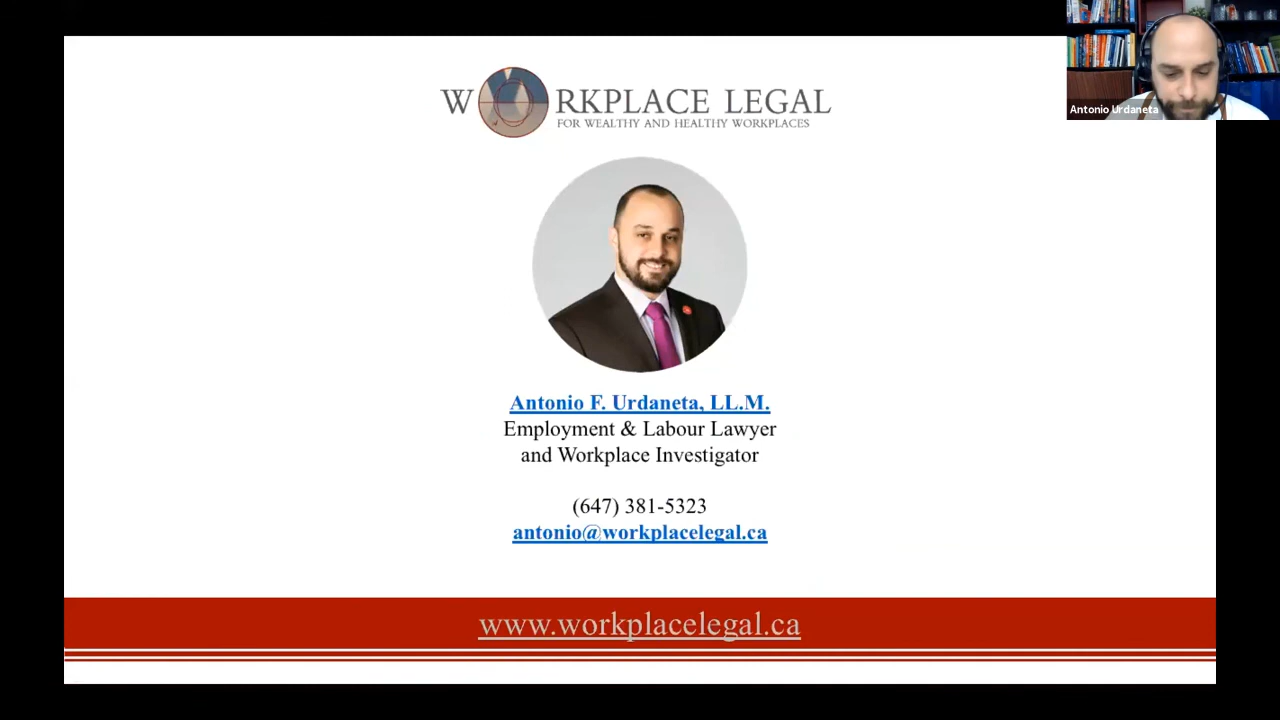 WORKPLACE LEGAL
FOR WEALTHY AND HEALTHY WORKPLACES
Antonio Urdaneta
Antonio F. Urdaneta, LL.M.
Employment & Labour Lawyer
and Workplace Investigator
(647) 381-5323
antonio@workplacelegal.ca
www.workplacelegal.ca